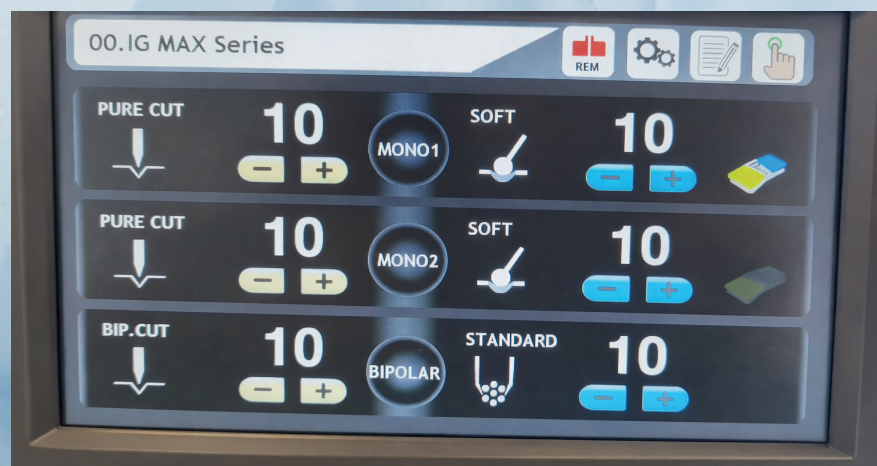 00.IG MAX Series
REM
PURE CUT
10
MONO1
SOFT
10
PURE CUT
10
MONO2
SOFT
10
BIP.CUT
10
BIPOLAR
STANDARD
10